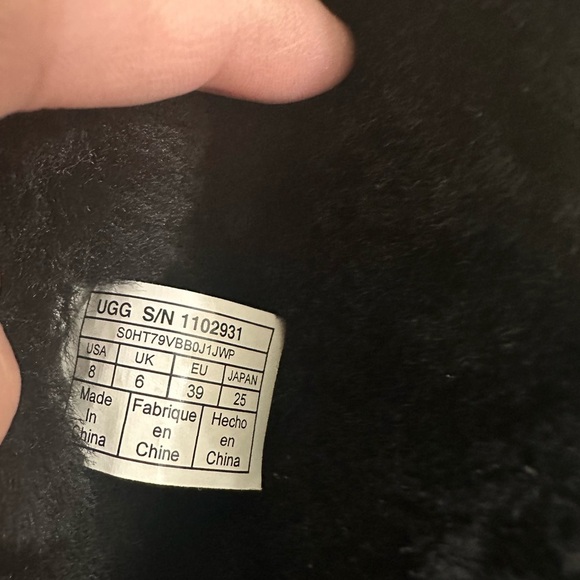 UGG S/N 1102931
S0HT79VBB0J1JWP
USA UK EU JAPAN
8 6 39 25
Made Fabrique Hecho
In en en
China Chine China